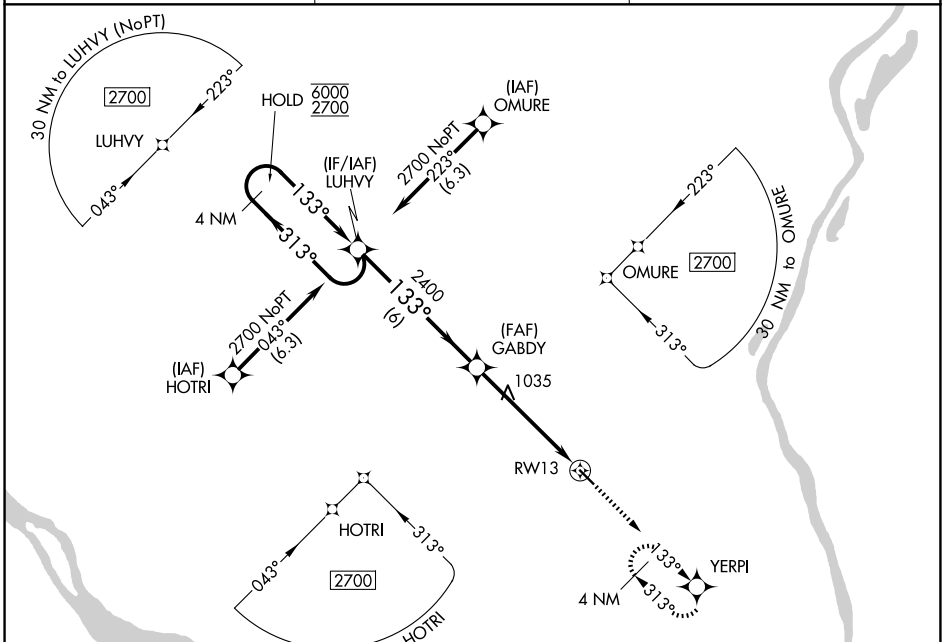 30 NM to LUHVY (NoPT)
2700
223°
LUHVY
043°
HOLD 6000
2700
(IAF)
OMURE
2700 NoPT
223°
(6.3)
(IF/IAF)
LUHVY
133°
4 NM
313°
2400
133°
(6)
2700 NoPT
043°
(6.3)
(IAF)
HOTRI
(FAF)
GABDY
1035
RW13
223°
OMURE
2700
313°
30 NM to OMURE
HOTRI
043°
313°
2700
HOTRI
133°
YERPI
4 NM
313°